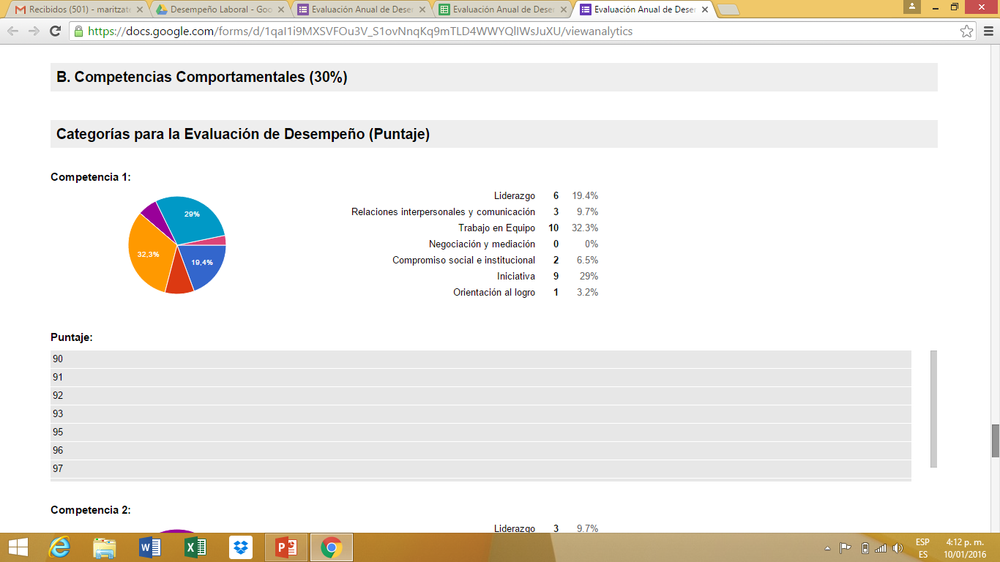 Recibidos (501) - maritzate
Desempeño Laboral - Goo
Evaluación Anual de Deser
Evaluación Anual de Deser
Evaluación Anual de Deser
https://docs.google.com/forms/d/1qaI1i9MXSVFOu3V_S1ovNnqKq9mTLD4WWYQlIWsJuXU/viewanalytics
B. Competencias Comportamentales (30%)
Categorías para la Evaluación de Desempeño (Puntaje)
Competencia 1:
29%
32,3%
19,4%
Liderazgo 6 19.4%
Relaciones interpersonales y comunicación 3 9.7%
Trabajo en Equipo 10 32.3%
Negociación y mediación 0 0%
Compromiso social e institucional 2 6.5%
Iniciativa 9 29%
Orientación al logro 1 3.2%
Puntaje:
90
91
92
93
95
96
97
Competencia 2:
Liderazgo 3 9.7%
ESP
ES
4:12 p. m.
10/01/2016